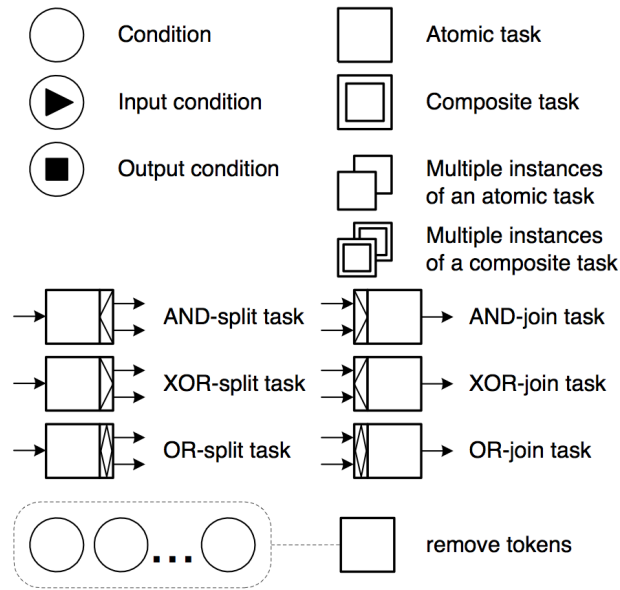 Condition
Atomic task
Input condition
Composite task
Output condition
Multiple instances
of an atomic task
Multiple instances
of a composite task
AND-split task
AND-join task
XOR-split task
XOR-join task
OR-split task
OR-join task
remove tokens